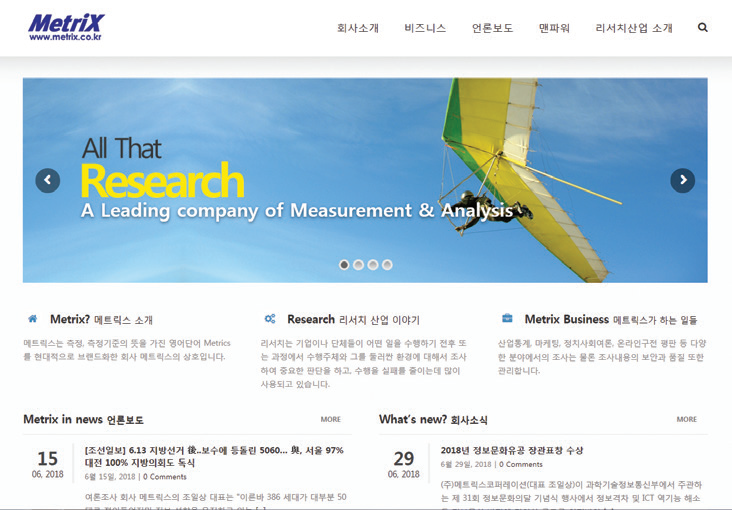 MetriX
www.metrix.co.kr
회사소개 비즈니스 언론보도 맨파워 리서치산업 소개
All That
Research
A Leading company of Measurement & Analysis
Metrix? 메트릭스 소개
메트릭스는 측정, 측정기준의 뜻을 가진 영어단어 Metrics
를 현대적으로 브랜드화한 회사 메트릭스의 상호입니다.
Research 리서치 산업 이야기
리서치는 기업이나 단체들이 어떤 일을 수행하기 전후 또
는 과정에서 수행주체와 그를 둘러싼 환경에 대해서 조사
하여 중요한 판단을 하고, 수행을 실패를 줄이는데 많이
사용되고 있습니다.
Metrix Business 메트릭스가 하는 일들
산업통계, 마케팅, 정치사회여론, 온라인구전 평판 등 다양
한 분야에서의 조사는 물론 조사내용의 보안과 품질 또한
관리합니다.
Metrix in news 언론보도 MORE
15
06, 2018
[조선일보] 6.13 지방선거 後..보수에 등돌린 5060... 與, 서울 97%
대전 100% 지방의회도 독식
6월 15일, 2018 | 0 Comments
여론조사 회사 메트릭스의 조일상 대표는 "이른바 386 세대가 대부분 50
What's new? 회사소식 MORE
29
06, 2018
2018년 정보문화유공 장관표창 수상
6월 29일, 2018 | 0 Comments
(주)메트릭스코퍼레이션(대표 조일상)이 과학기술정보통신부에서 주관하
는 제 31회 정보문화의달 기념식 행사에서 정보격차 및 ICT 역기능 해소